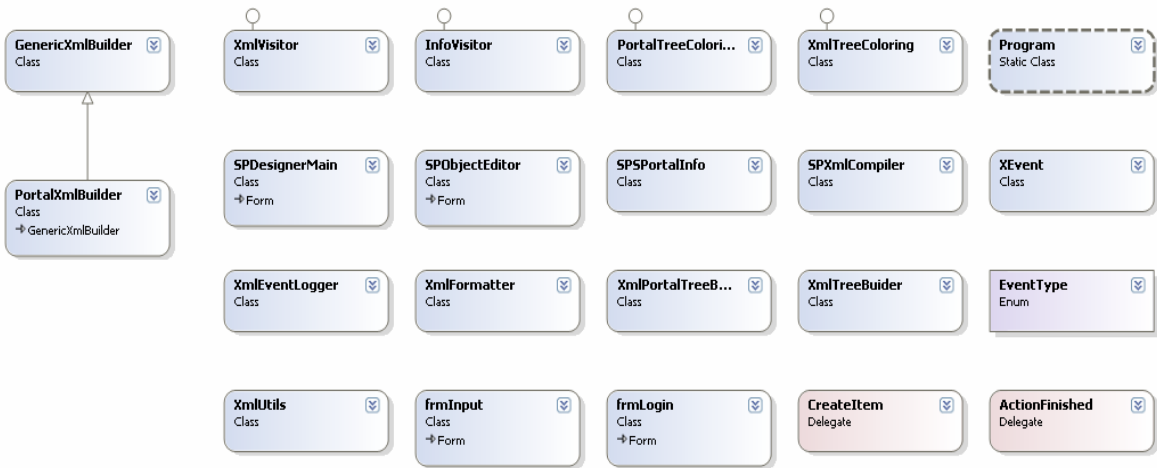 GenericXmlBuilder
Class
XmlVisitor
Class
InfoVisitor
Class
PortalTreeColori...
Class
XmlTreeColoring
Class
Program
Static Class
PortalXmlBuilder
Class
GenericXmlBuilder
SPDesignerMain
Class
Form
SPObjectEditor
Class
Form
SPSPortalInfo
Class
SPXmlCompiler
Class
XEvent
Class
XmlEventLogger
Class
XmlFormatter
Class
XmlPortalTreeB...
Class
XmlTreeBuider
Class
EventType
Enum
XmlUtils
Class
frmInput
Class
Form
frmLogin
Class
Form
CreateItem
Delegate
ActionFinished
Delegate